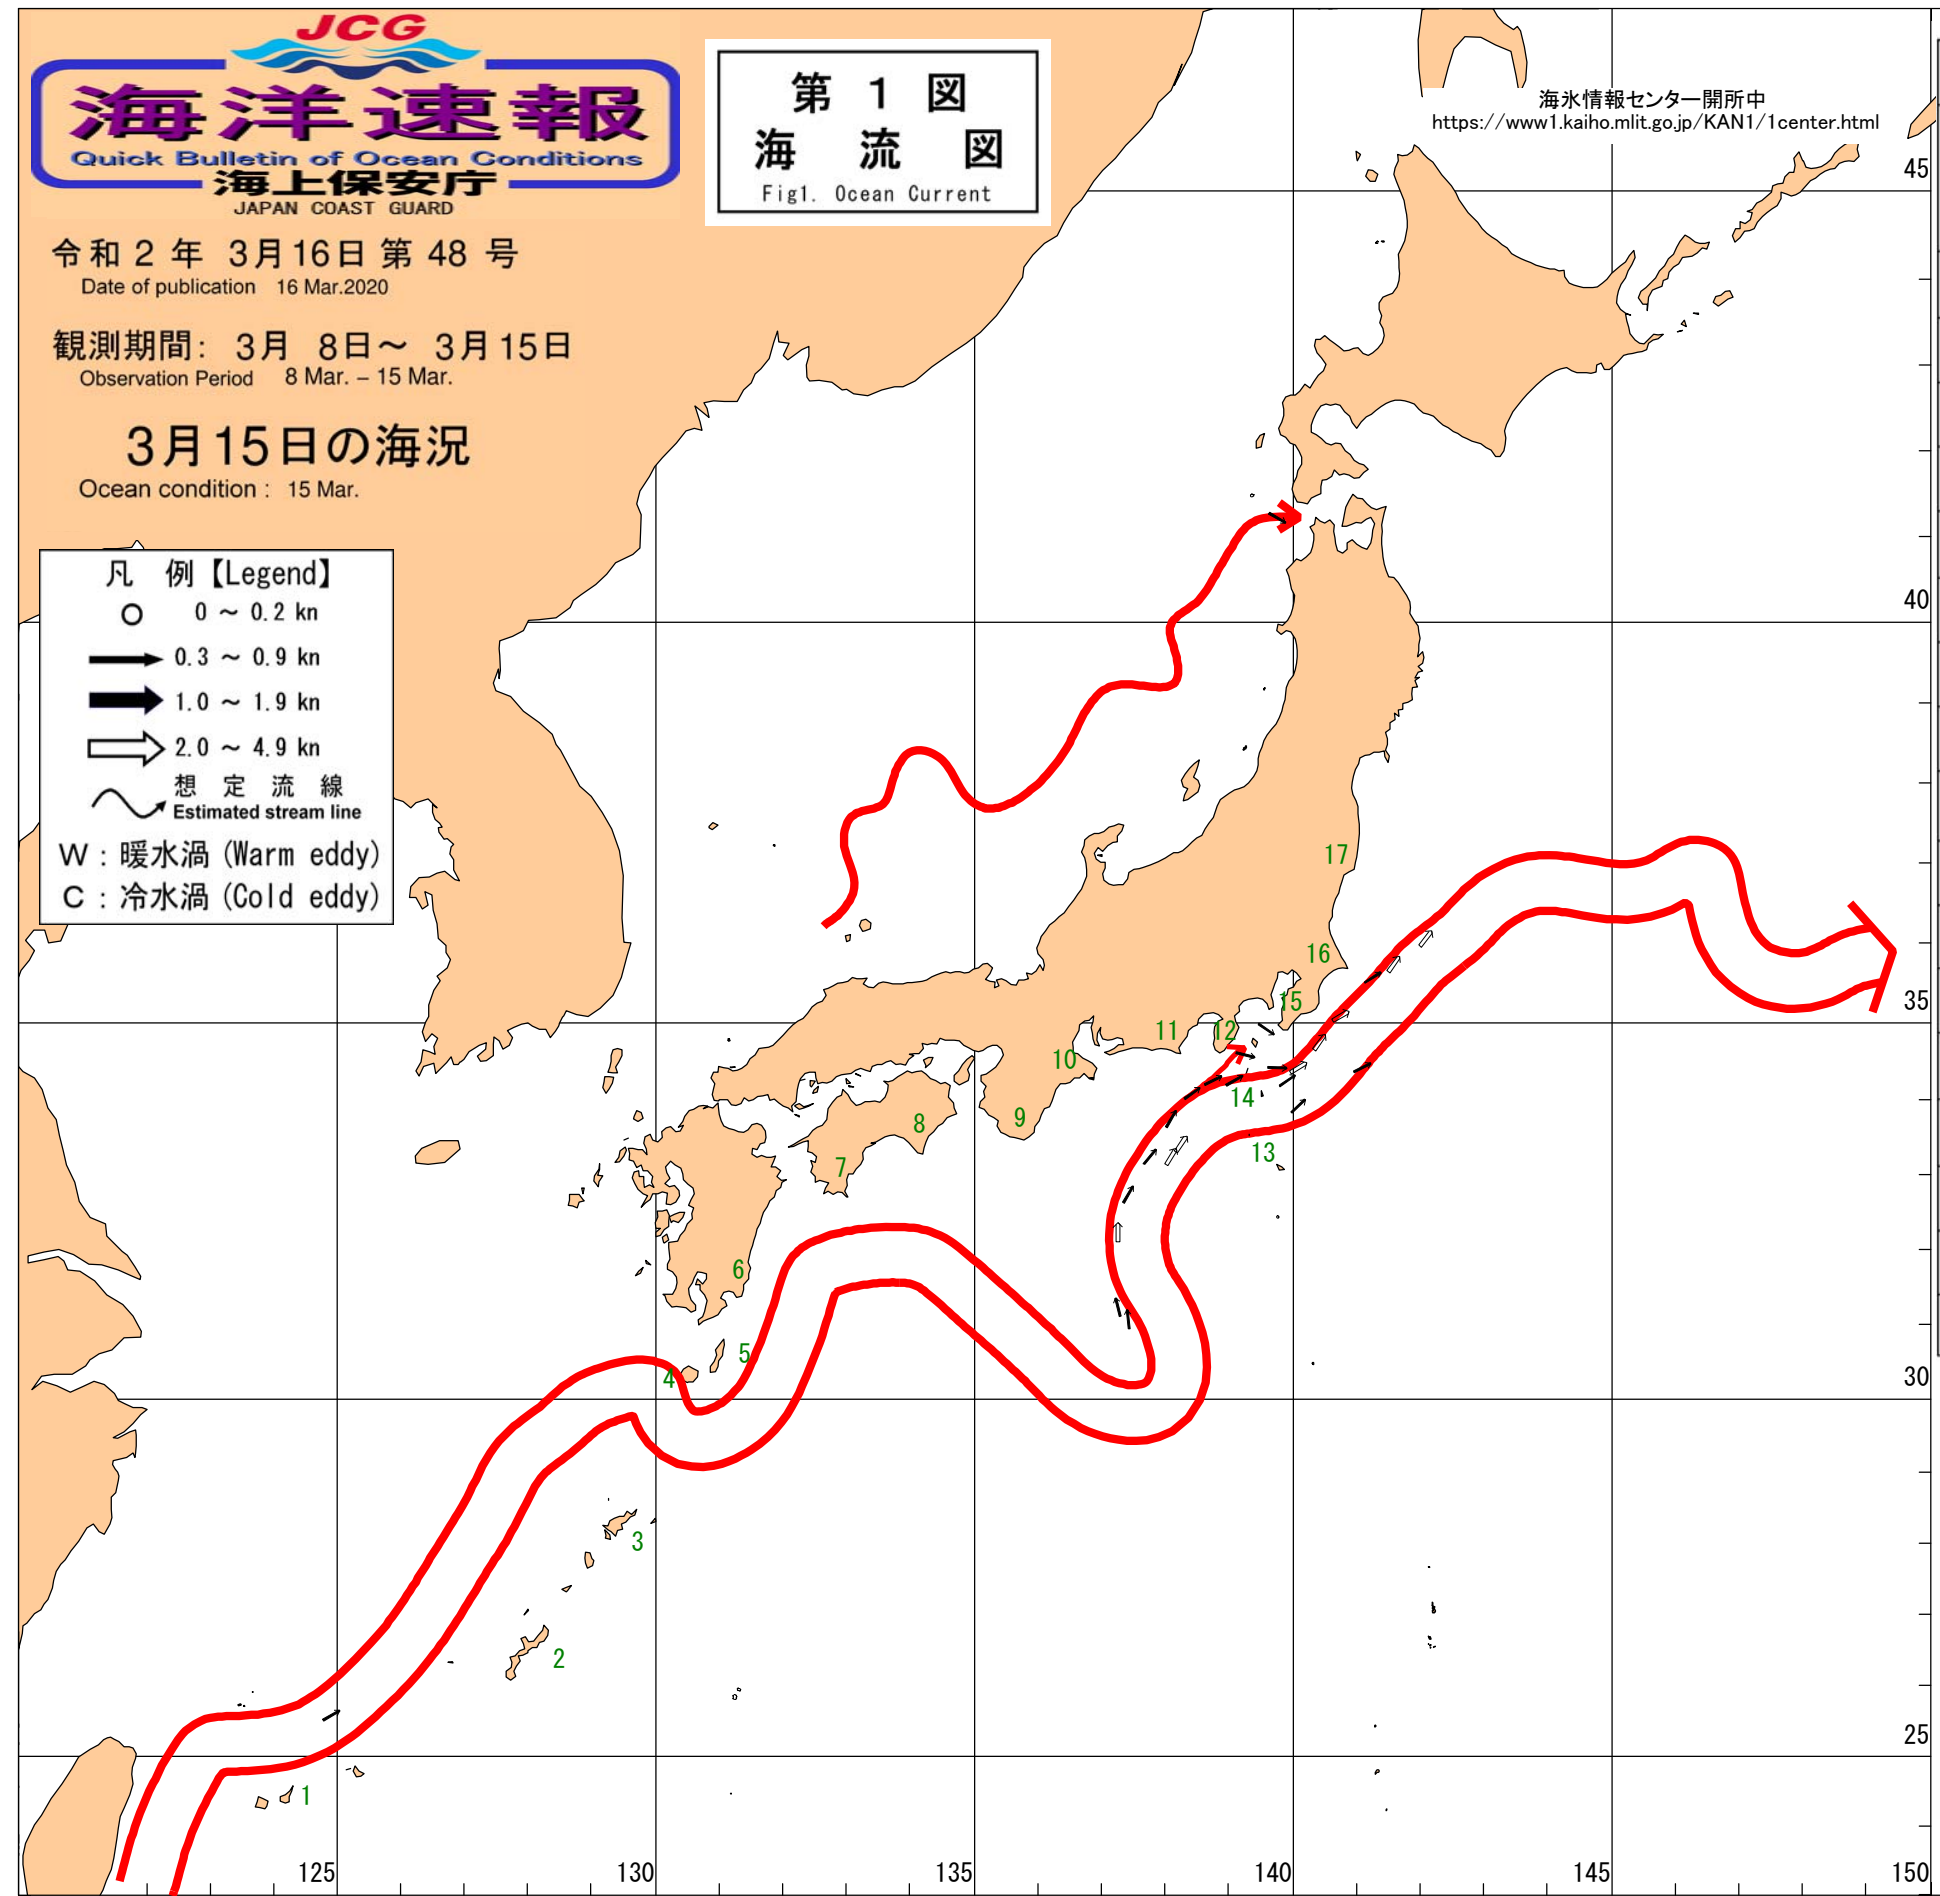 JCG
海洋速報
Quick Bulletin of Ocean Conditions
海上保安庁
JAPAN COAST GUARD
第 1 図
海 流 図
Fig1. Ocean Current
海氷情報センター開所中
https://www1.kaiho.mlit.go.jp/KAN1/1center.html
令和 2 年 3月16日 第 48 号
Date of publication 16 Mar.2020
観測期間: 3月 8日～ 3月15日
Observation Period 8 Mar. – 15 Mar.
3月15日の海況
Ocean condition : 15 Mar.
凡 例【Legend】
0 ～ 0.2 kn
0.3 ～ 0.9 kn
1.0 ～ 1.9 kn
2.0 ～ 4.9 kn
想 定 流 線
Estimated stream line
W : 暖水渦 (Warm eddy)
C : 冷水渦 (Cold eddy)
45
40
17
16
15
35
12
11
10
14
9
8
13
7
6
5
4
30
3
2
25
1
125
130
135
140
145
150